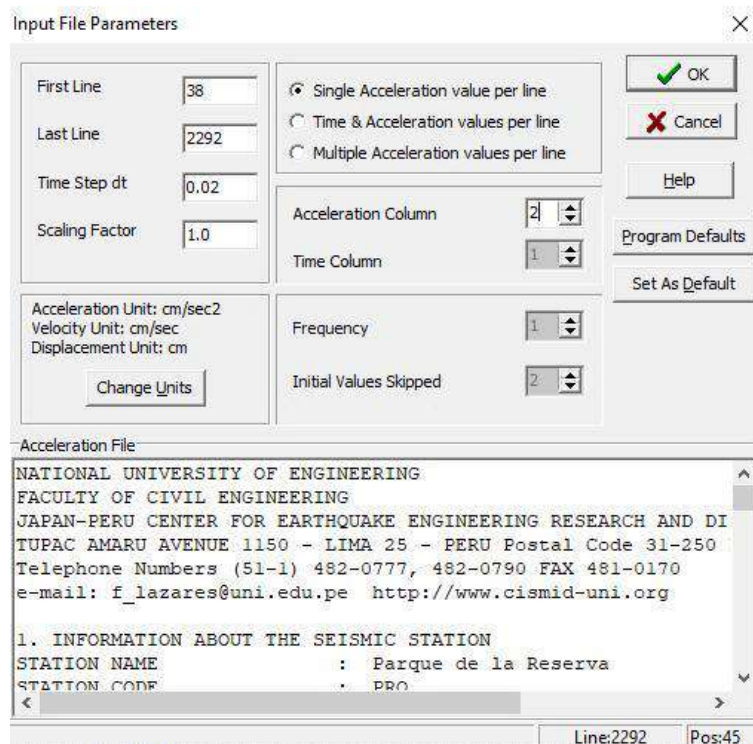 Input File Parameters
First Line 38
Last Line 2292
Time Step dt 0.02
Scaling Factor 1.0
Single Acceleration value per line
Time & Acceleration values per line
Multiple Acceleration values per line
OK
Cancel
Help
Program Defaults
Set As Default
Acceleration Column 2
Time Column 1
Acceleration Unit: cm/sec2
Velocity Unit: cm/sec
Displacement Unit: cm
Change Units
Frequency 1
Initial Values Skipped 2
Acceleration File
NATIONAL UNIVERSITY OF ENGINEERING
FACULTY OF CIVIL ENGINEERING
JAPAN-PERU CENTER FOR EARTHQUAKE ENGINEERING RESEARCH AND DI
TUPAC AMARU AVENUE 1150 - LIMA 25 - PERU Postal Code 31-250
Telephone Numbers (51-1) 482-0777, 482-0790 FAX 481-0170
e-mail: f_lazares@uni.edu.pe http://www.cismid-uni.org
1. INFORMATION ABOUT THE SEISMIC STATION
STATION NAME : Parque de la Reserva
STATION CODE : PRQ
Line:2292 Pos:45